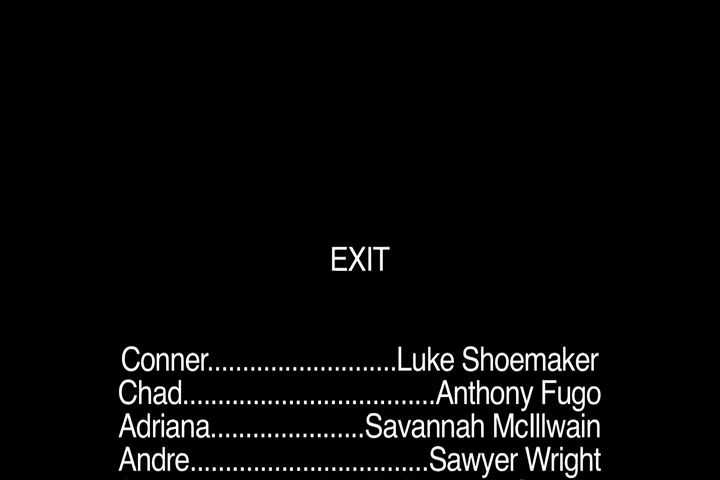 EXIT
Conner...........................Luke Shoemaker
Chad....................................Anthony Fugo
Adriana......................Savannah McIllwain
Andre..................................Sawyer Wright